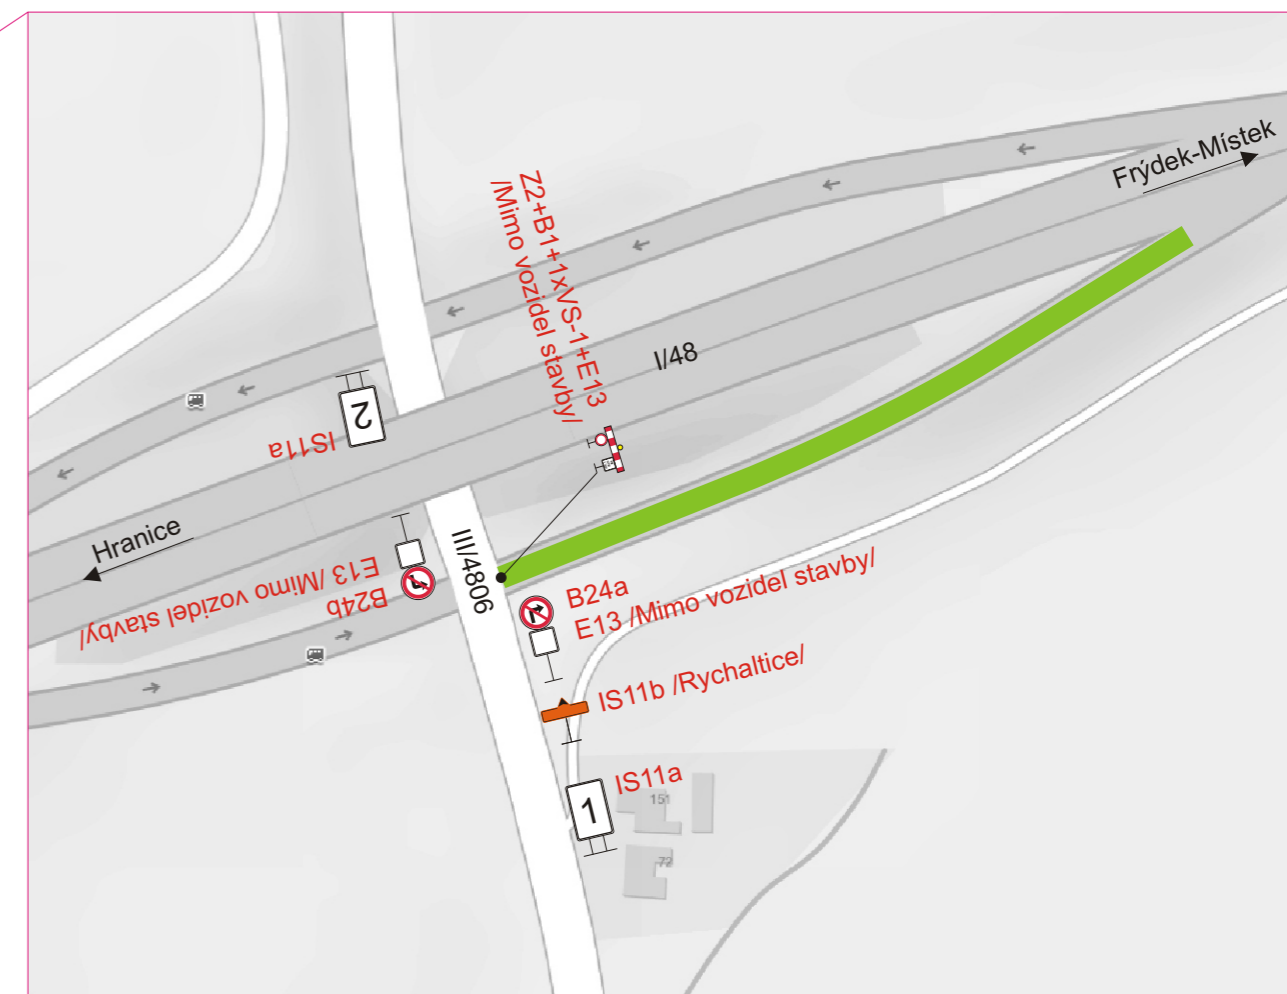 Frýdek-Místek
Z2+B1+1xVS-1+E13
/Mimo vozidel stavby/
I/48
2
IS11a
Hranice
E13 /Mimo vozidel stavby/
B24b
III/4806
B24a
E13 /Mimo vozidel stavby/
IS11b /Rychaltice/
IS11a
1
151
72